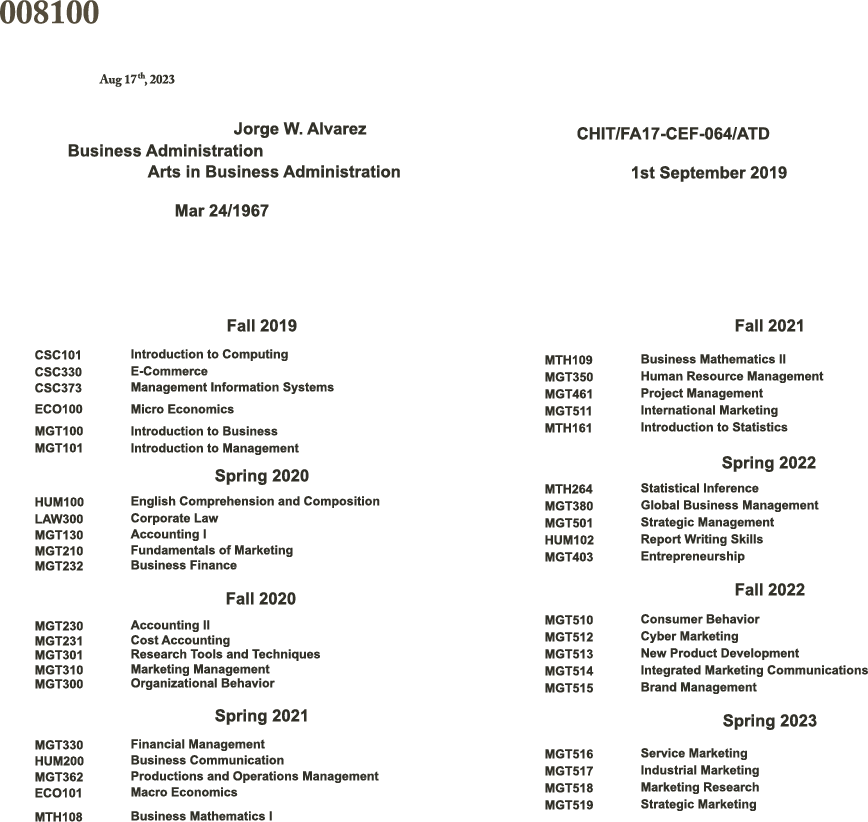 008100
Aug 17th, 2023
Jorge W. Alvarez
Business Administration
Arts in Business Administration
Mar 24/1967
CHIT/FA17-CEF-064/ATD
1st September 2019
Fall 2019
CSC101 Introduction to Computing
CSC330 E-Commerce
CSC373 Management Information Systems
ECO100 Micro Economics
MGT100 Introduction to Business
MGT101 Introduction to Management
Spring 2020
HUM100 English Comprehension and Composition
LAW300 Corporate Law
MGT130 Accounting I
MGT210 Fundamentals of Marketing
MGT232 Business Finance
Fall 2020
MGT230 Accounting II
MGT231 Cost Accounting
MGT301 Research Tools and Techniques
MGT310 Marketing Management
MGT300 Organizational Behavior
Spring 2021
MGT330 Financial Management
HUM200 Business Communication
MGT362 Productions and Operations Management
ECO101 Macro Economics
MTH108 Business Mathematics I
Fall 2021
MTH109 Business Mathematics II
MGT350 Human Resource Management
MGT461 Project Management
MGT511 International Marketing
MTH161 Introduction to Statistics
Spring 2022
MTH264 Statistical Inference
MGT380 Global Business Management
MGT501 Strategic Management
HUM102 Report Writing Skills
MGT403 Entrepreneurship
Fall 2022
MGT510 Consumer Behavior
MGT512 Cyber Marketing
MGT513 New Product Development
MGT514 Integrated Marketing Communications
MGT515 Brand Management
Spring 2023
MGT516 Service Marketing
MGT517 Industrial Marketing
MGT518 Marketing Research
MGT519 Strategic Marketing